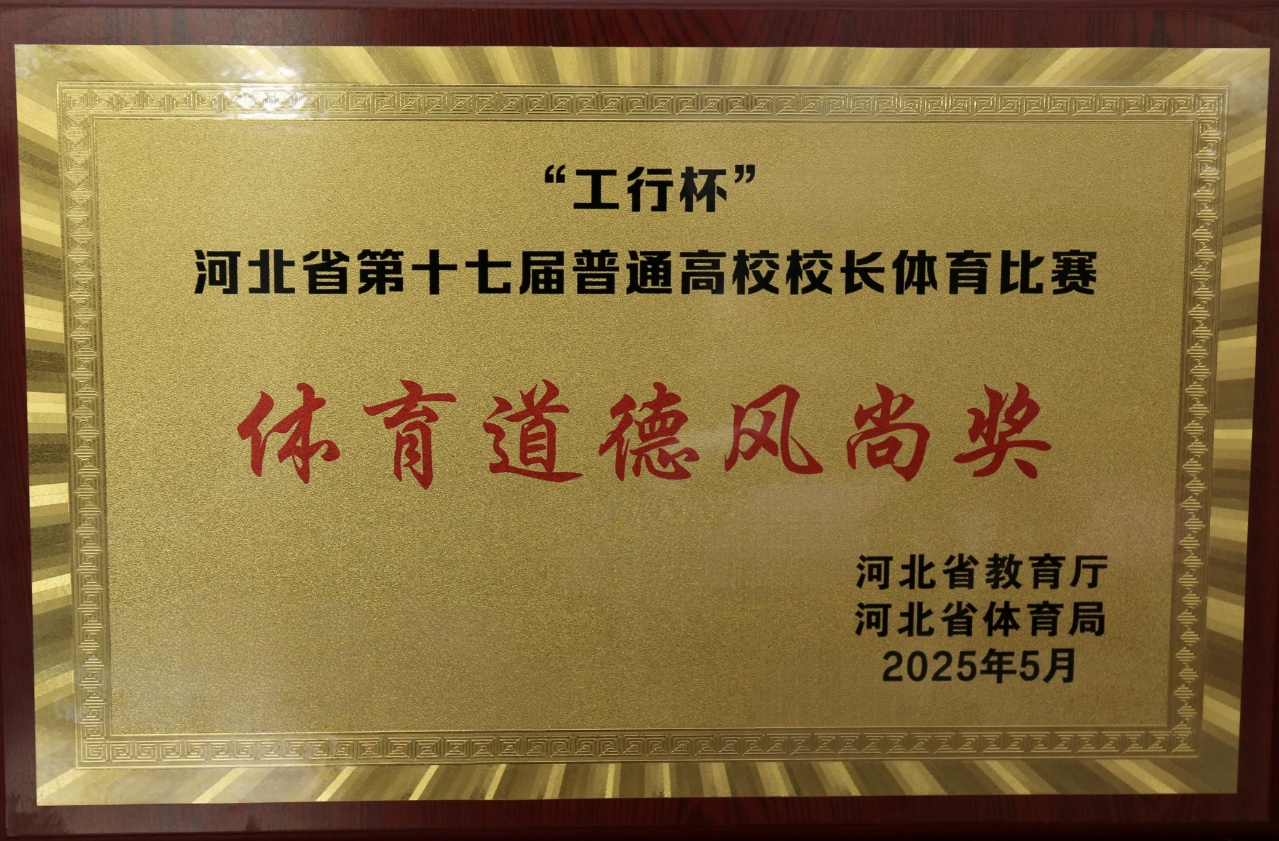 “工行杯”
河北省第十七届普通高校校长体育比赛
体育道德风尚奖
河北省教育厅
河北省体育局
2025年5月